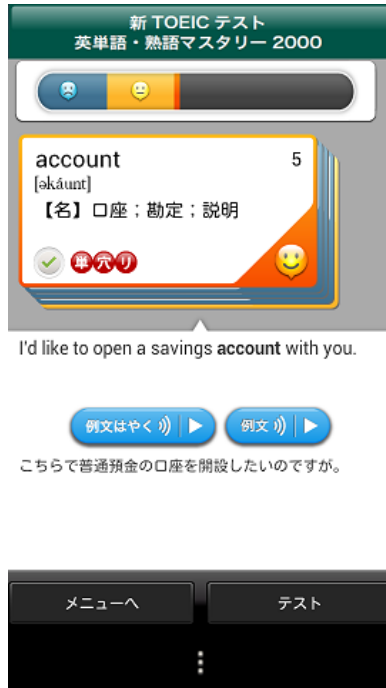 新 TOEIC テスト
英単語・熟語マスタリー 2000
account 5
[əkáunt]
【名】口座；勘定；説明
単穴リ
I'd like to open a savings account with you.
例文はやく 例文
こちらで普通預金の口座を開設したいのですが。
メニューへ テスト